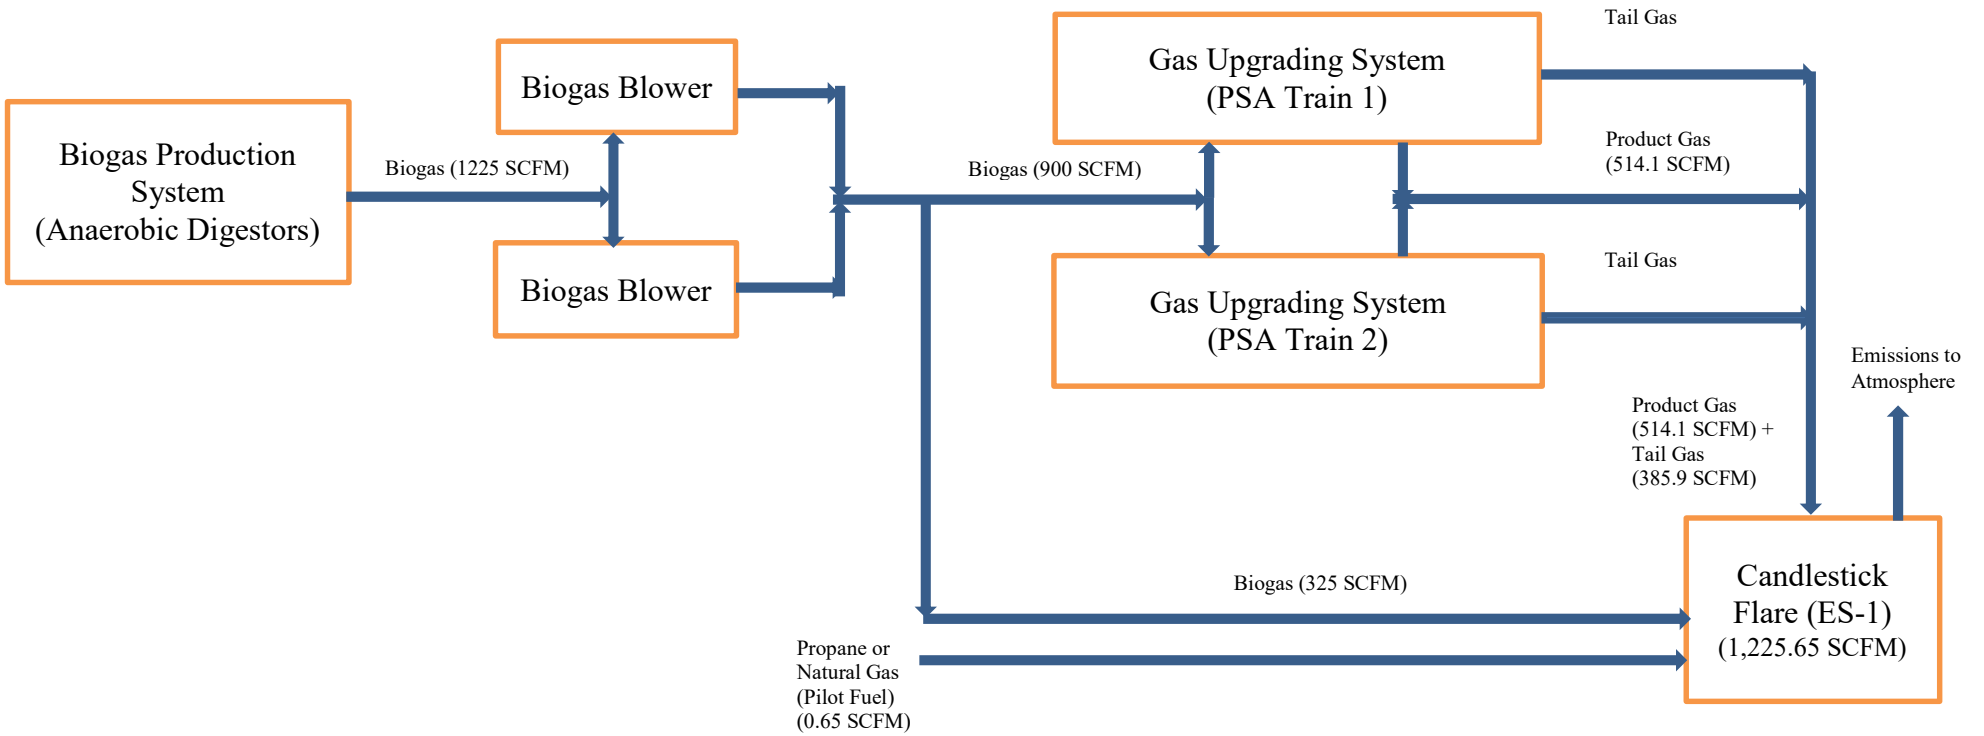 Biogas Production
System
(Anaerobic Digestors)
Biogas (1225 SCFM)
Biogas Blower
Biogas Blower
Biogas (900 SCFM)
Gas Upgrading System
(PSA Train 1)
Gas Upgrading System
(PSA Train 2)
Tail Gas
Product Gas
(514.1 SCFM)
Tail Gas
Product Gas
(514.1 SCFM) +
Tail Gas
(385.9 SCFM)
Emissions to
Atmosphere
Biogas (325 SCFM)
Propane or
Natural Gas
(Pilot Fuel)
(0.65 SCFM)
Candlestick
Flare (ES-1)
(1,225.65 SCFM)